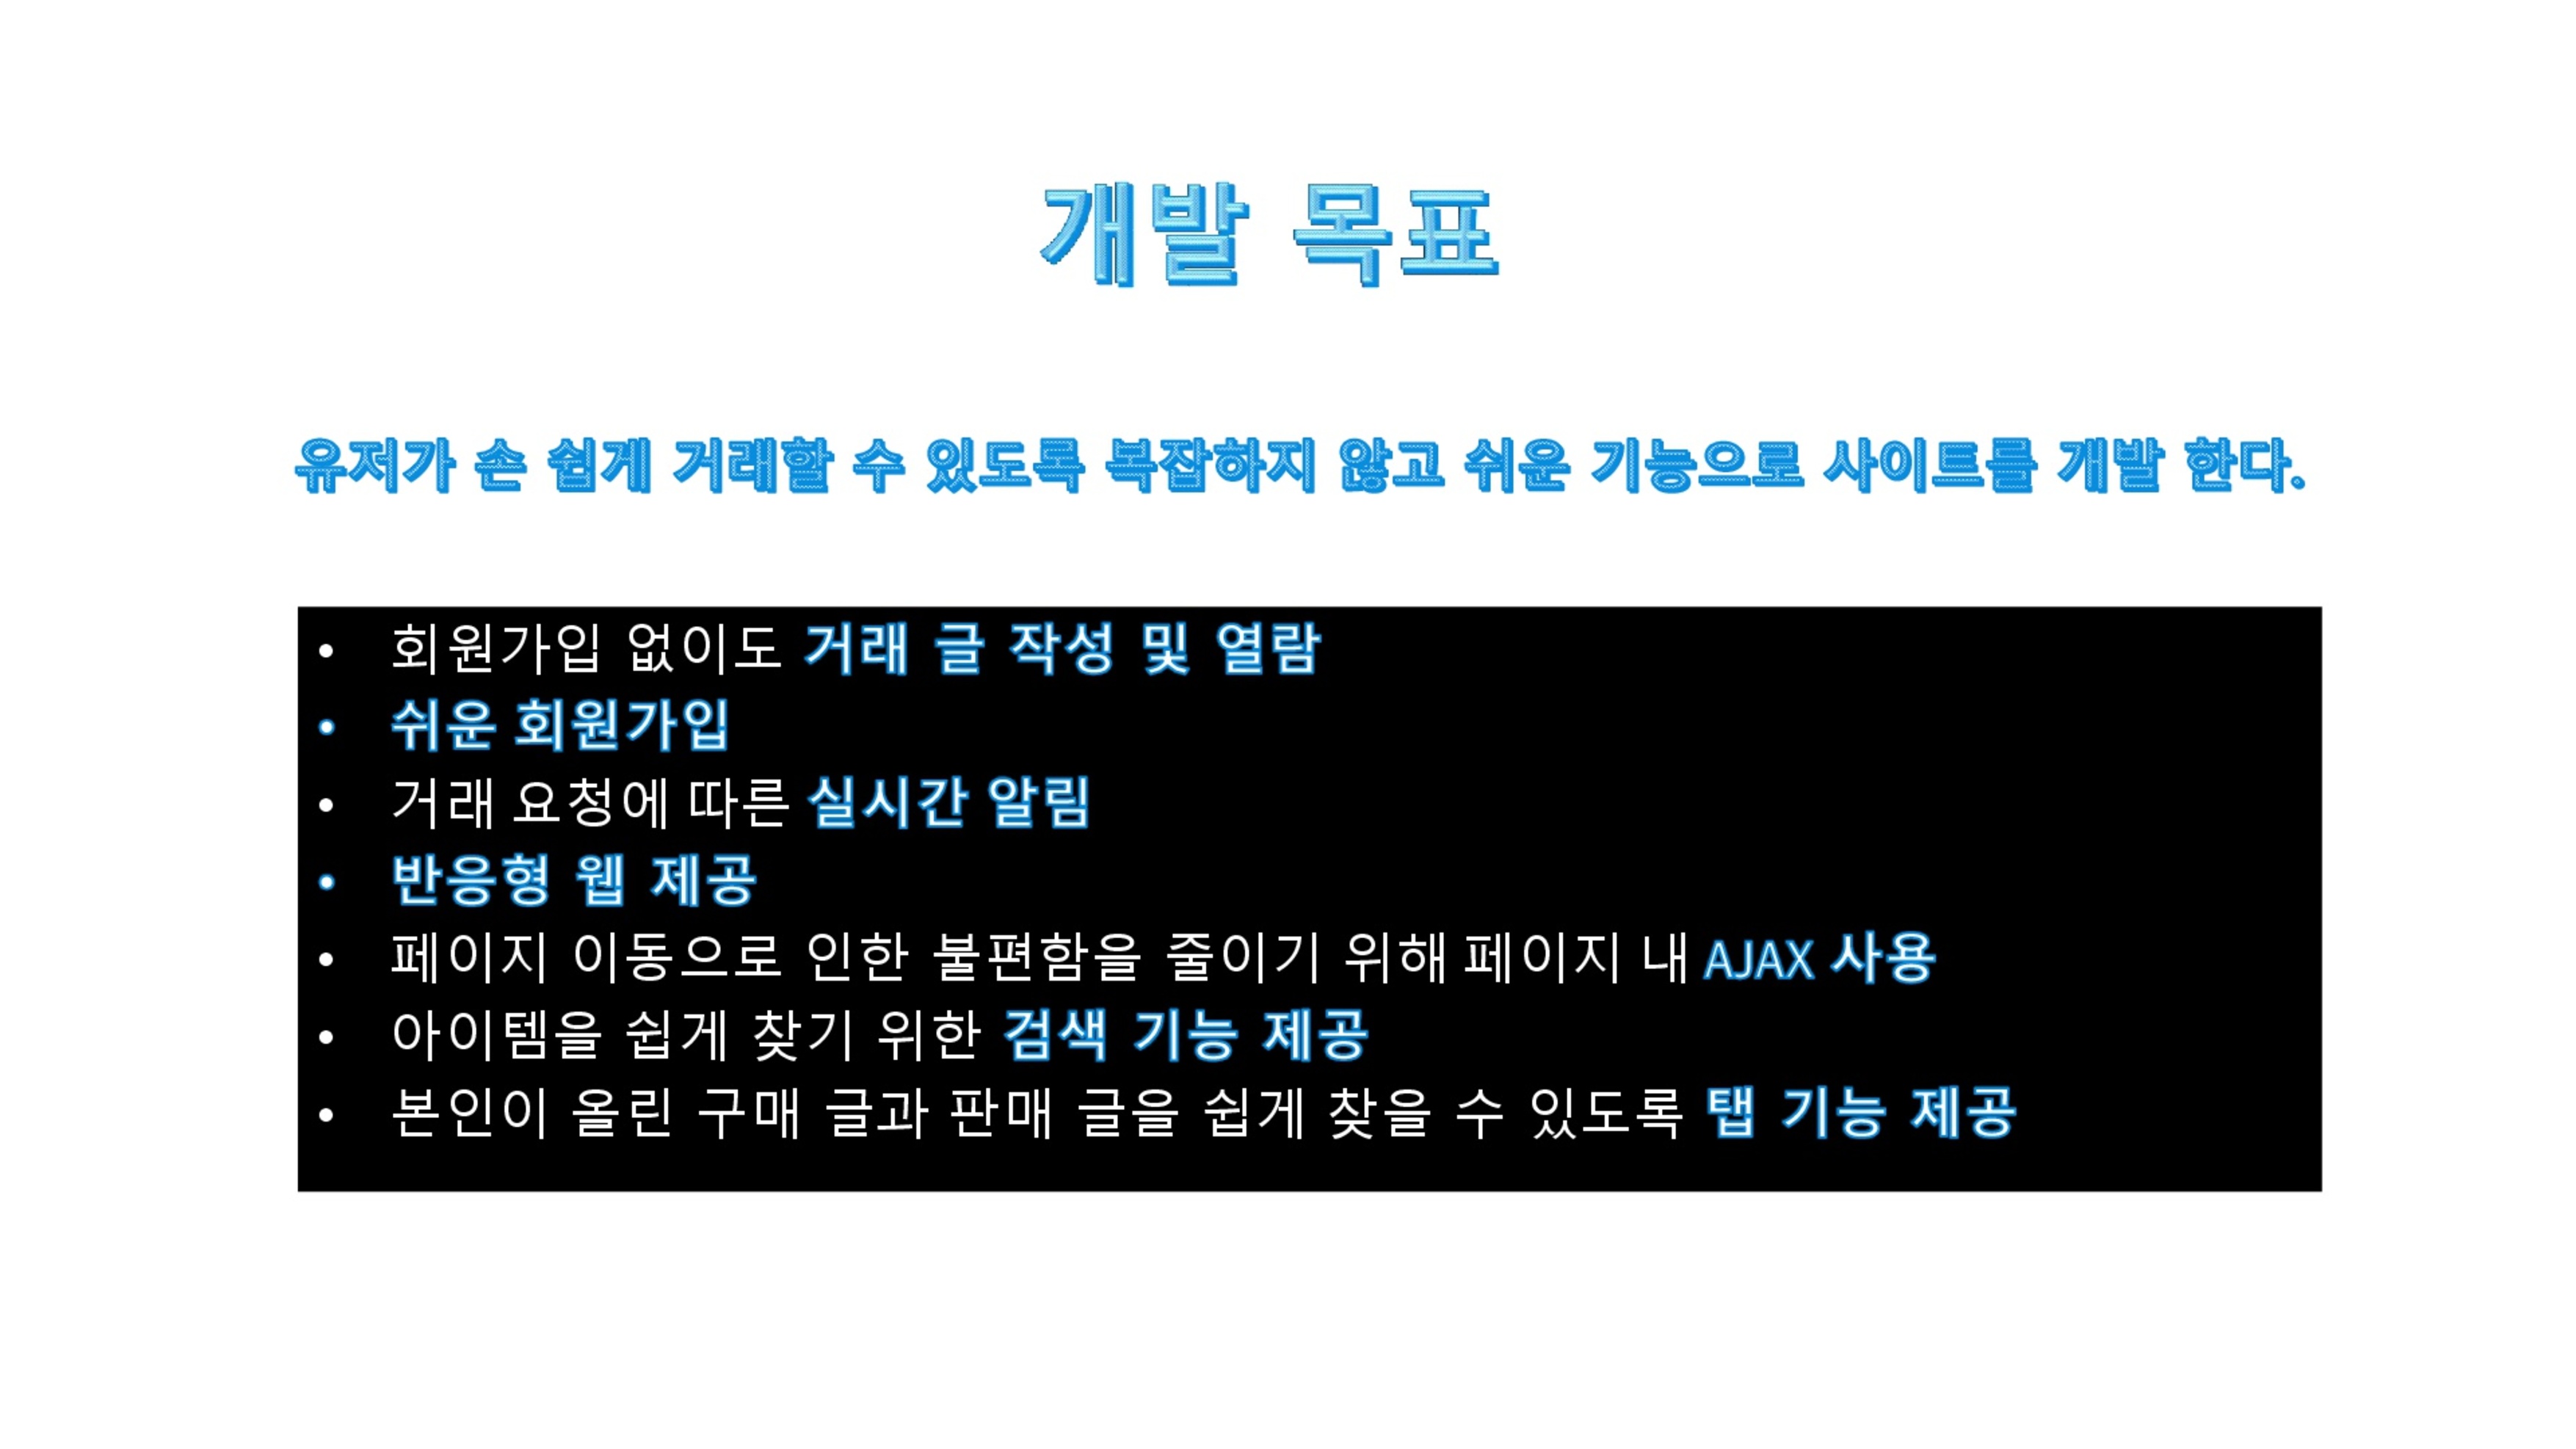 개발 목표
유저가 손 쉽게 거래할 수 있도록 복잡하지 않고 쉬운 기능으로 사이트를 개발 한다.
• 회원가입 없이도 거래 글 작성 및 열람
• 쉬운 회원가입
• 거래 요청에 따른 실시간 알림
• 반응형 웹 제공
• 페이지 이동으로 인한 불편함을 줄이기 위해 페이지 내 AJAX 사용
• 아이템을 쉽게 찾기 위한 검색 기능 제공
• 본인이 올린 구매 글과 판매 글을 쉽게 찾을 수 있도록 탭 기능 제공